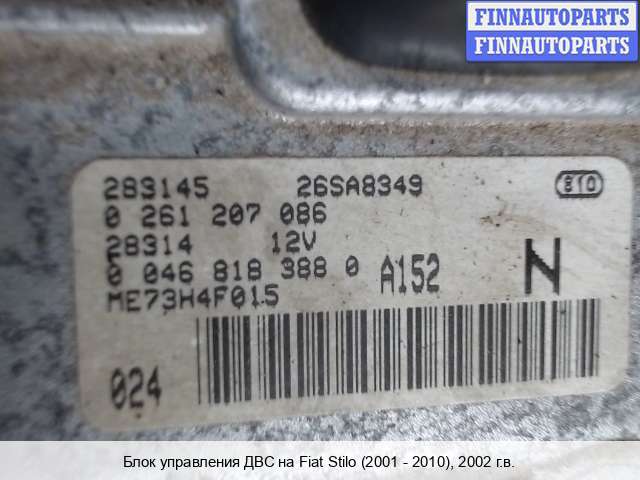 FINNAUTOPARTS
FINNAUTOPARTS
283145 26SA8349
810
0 261 207 086
28314 12V
0 046 818 388 0 A152 N
ME73H4F015
024
Блок управления ДВС на Fiat Stilo (2001 - 2010), 2002 г.в.